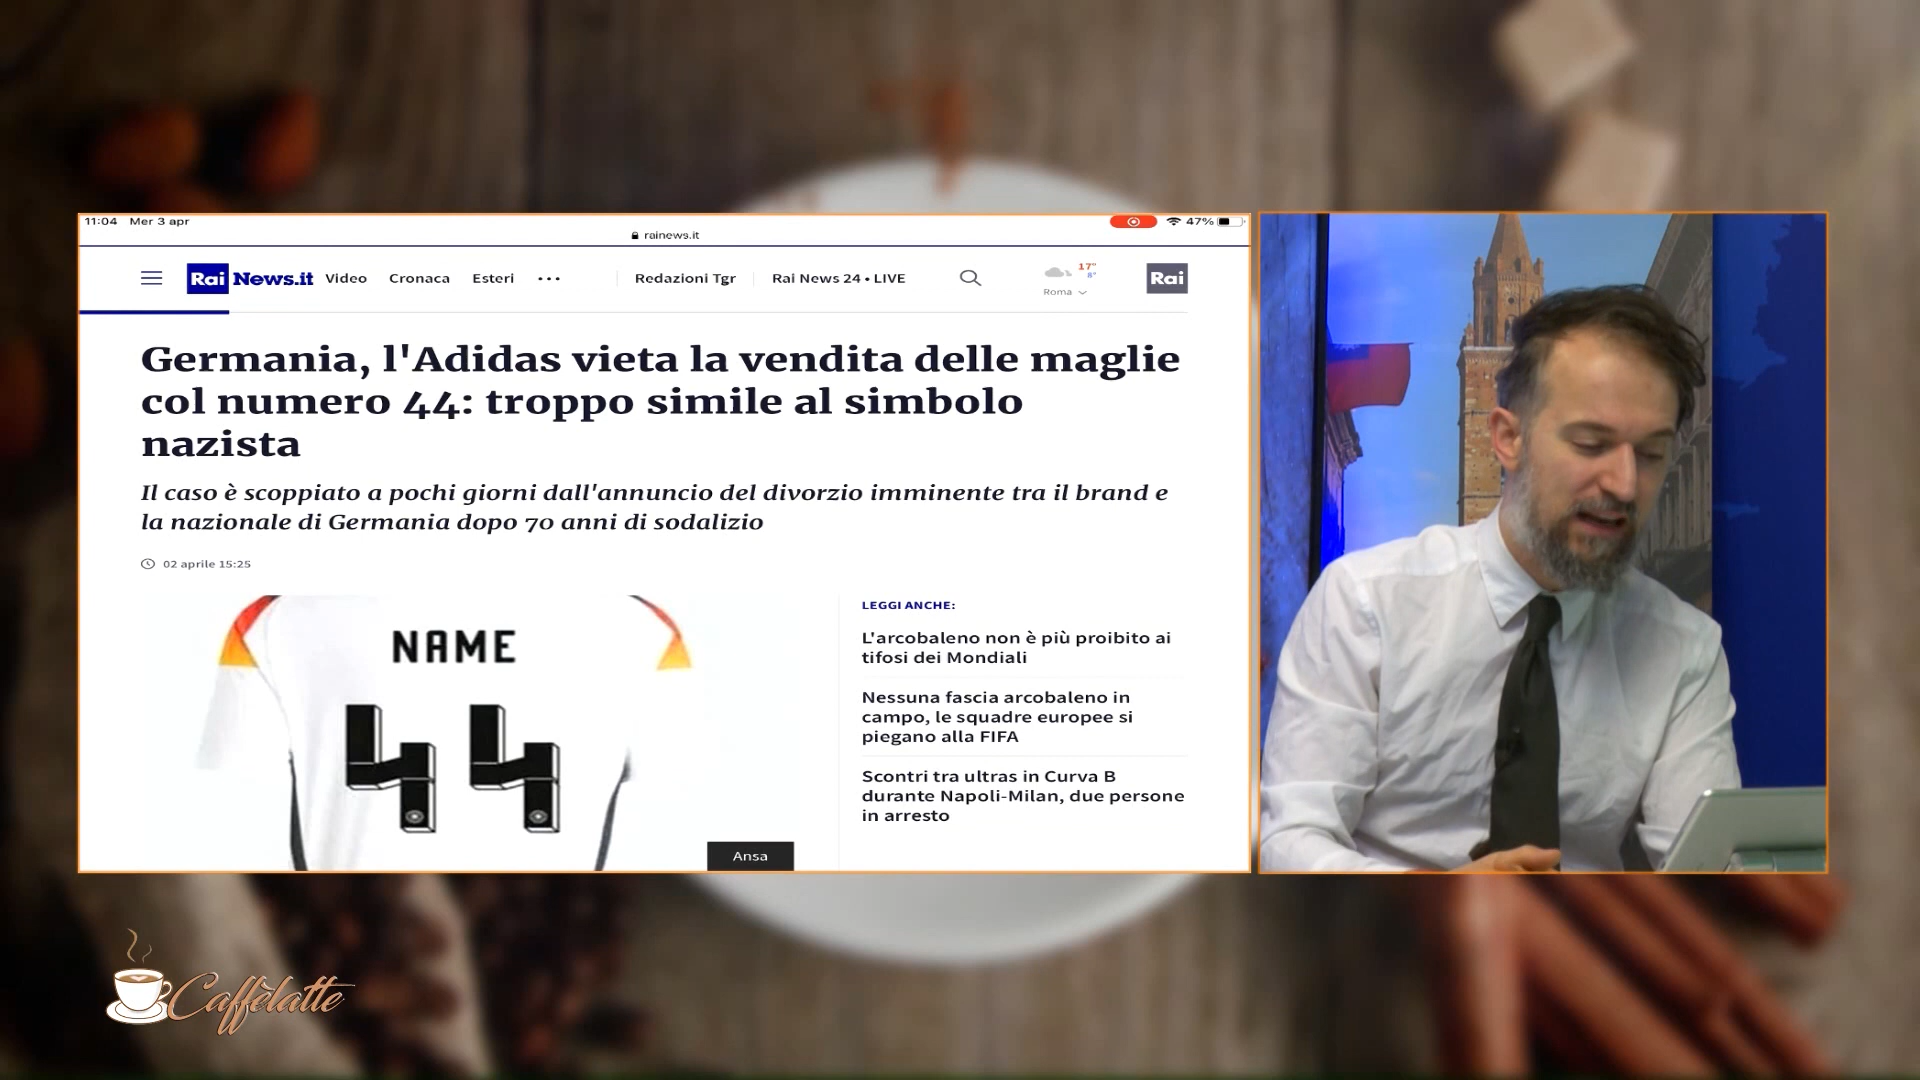 11:04 Mer 3 apr
47%
rainews.it
Rai News.it Video Cronaca Esteri ••• Redazioni Tgr Rai News 24 • LIVE
17°
8°
Roma
Rai
Germania, l'Adidas vieta la vendita delle maglie
col numero 44: troppo simile al simbolo
nazista
Il caso è scoppiato a pochi giorni dall'annuncio del divorzio imminente tra il brand e
la nazionale di Germania dopo 70 anni di sodalizio
02 aprile 15:25
NAME
44
Ansa
LEGGI ANCHE:
L'arcobaleno non è più proibito ai
tifosi dei Mondiali
Nessuna fascia arcobaleno in
campo, le squadre europee si
piegano alla FIFA
Scontri tra ultras in Curva B
durante Napoli-Milan, due persone
in arresto
Caffèlatte